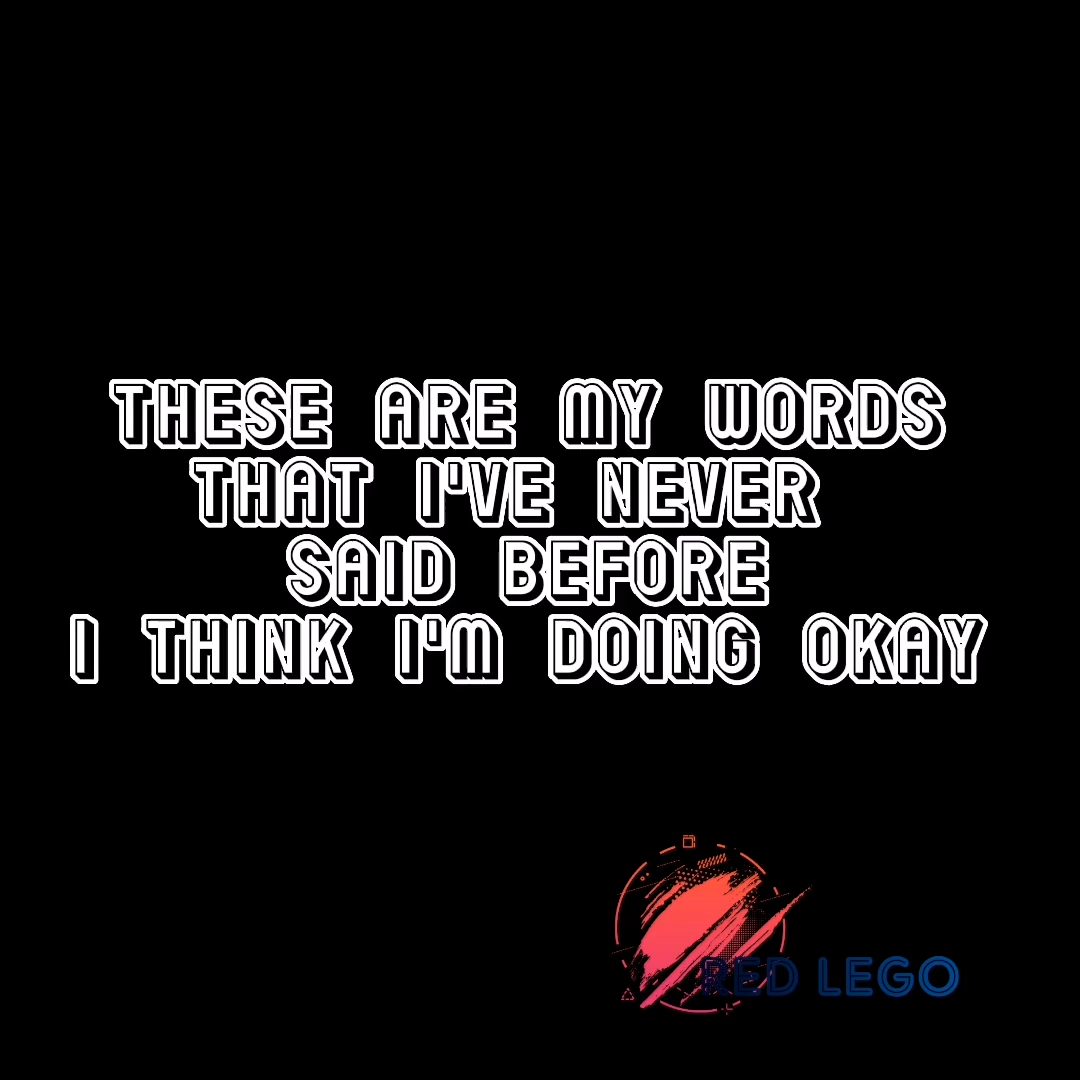 THESE ARE MY WORDS
THAT I'VE NEVER
SAID BEFORE
I THINK I'M DOING OKAY
RED LEGO